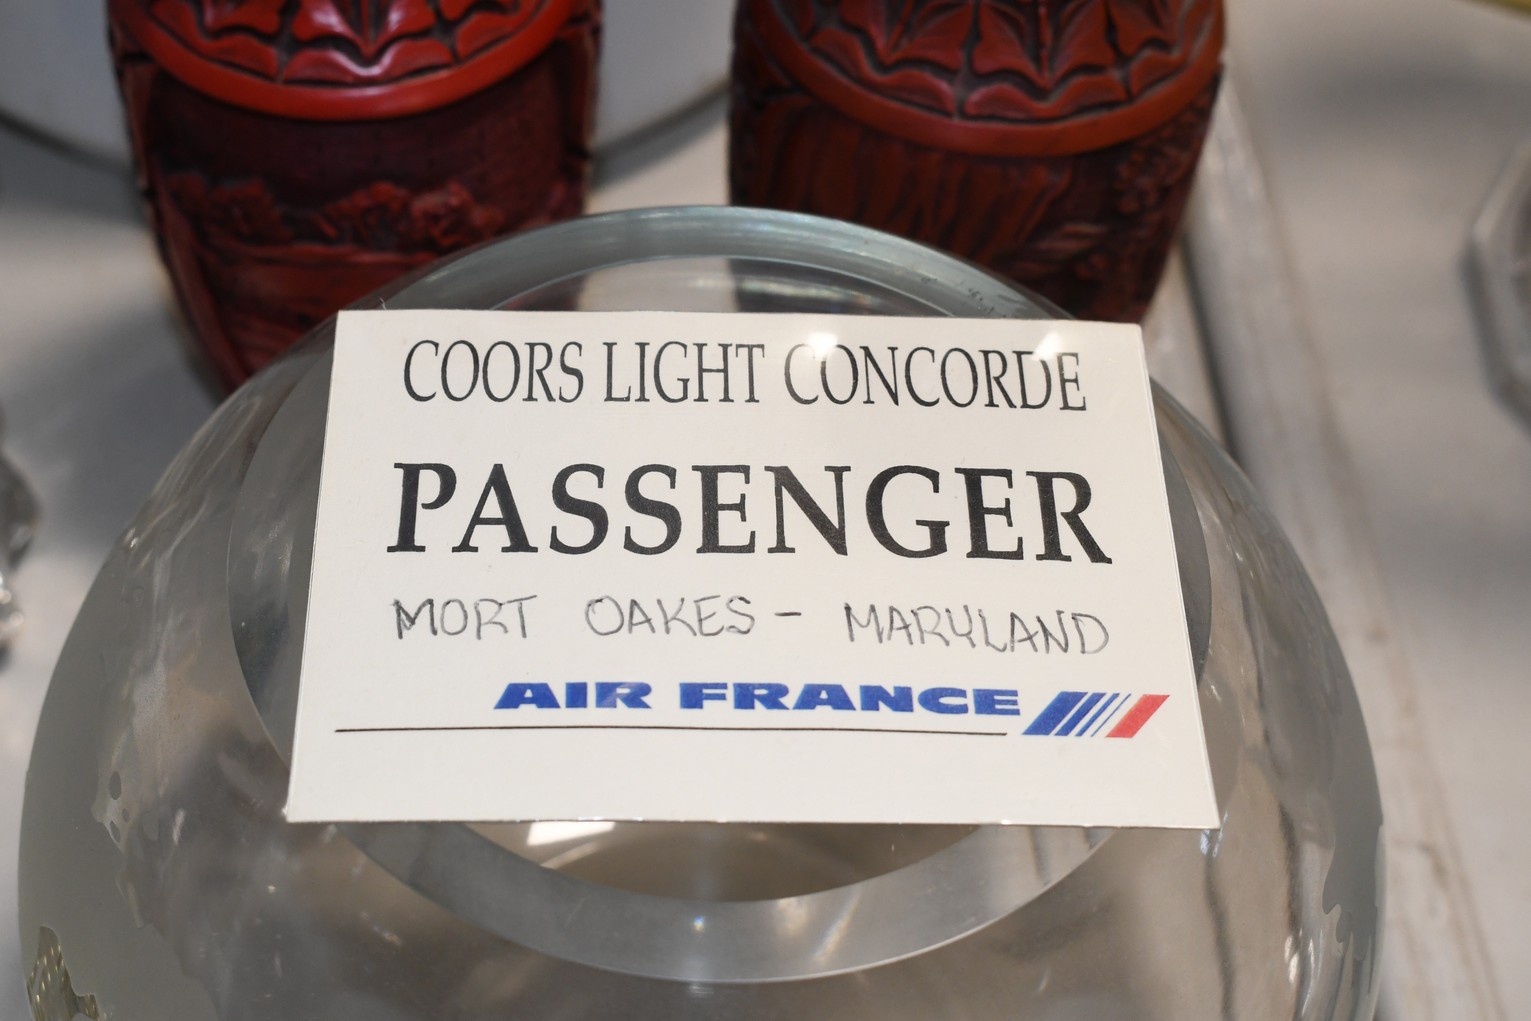 COORS LIGHT CONCORDE
PASSENGER
MORT OAKES - MARYLAND
AIR FRANCE